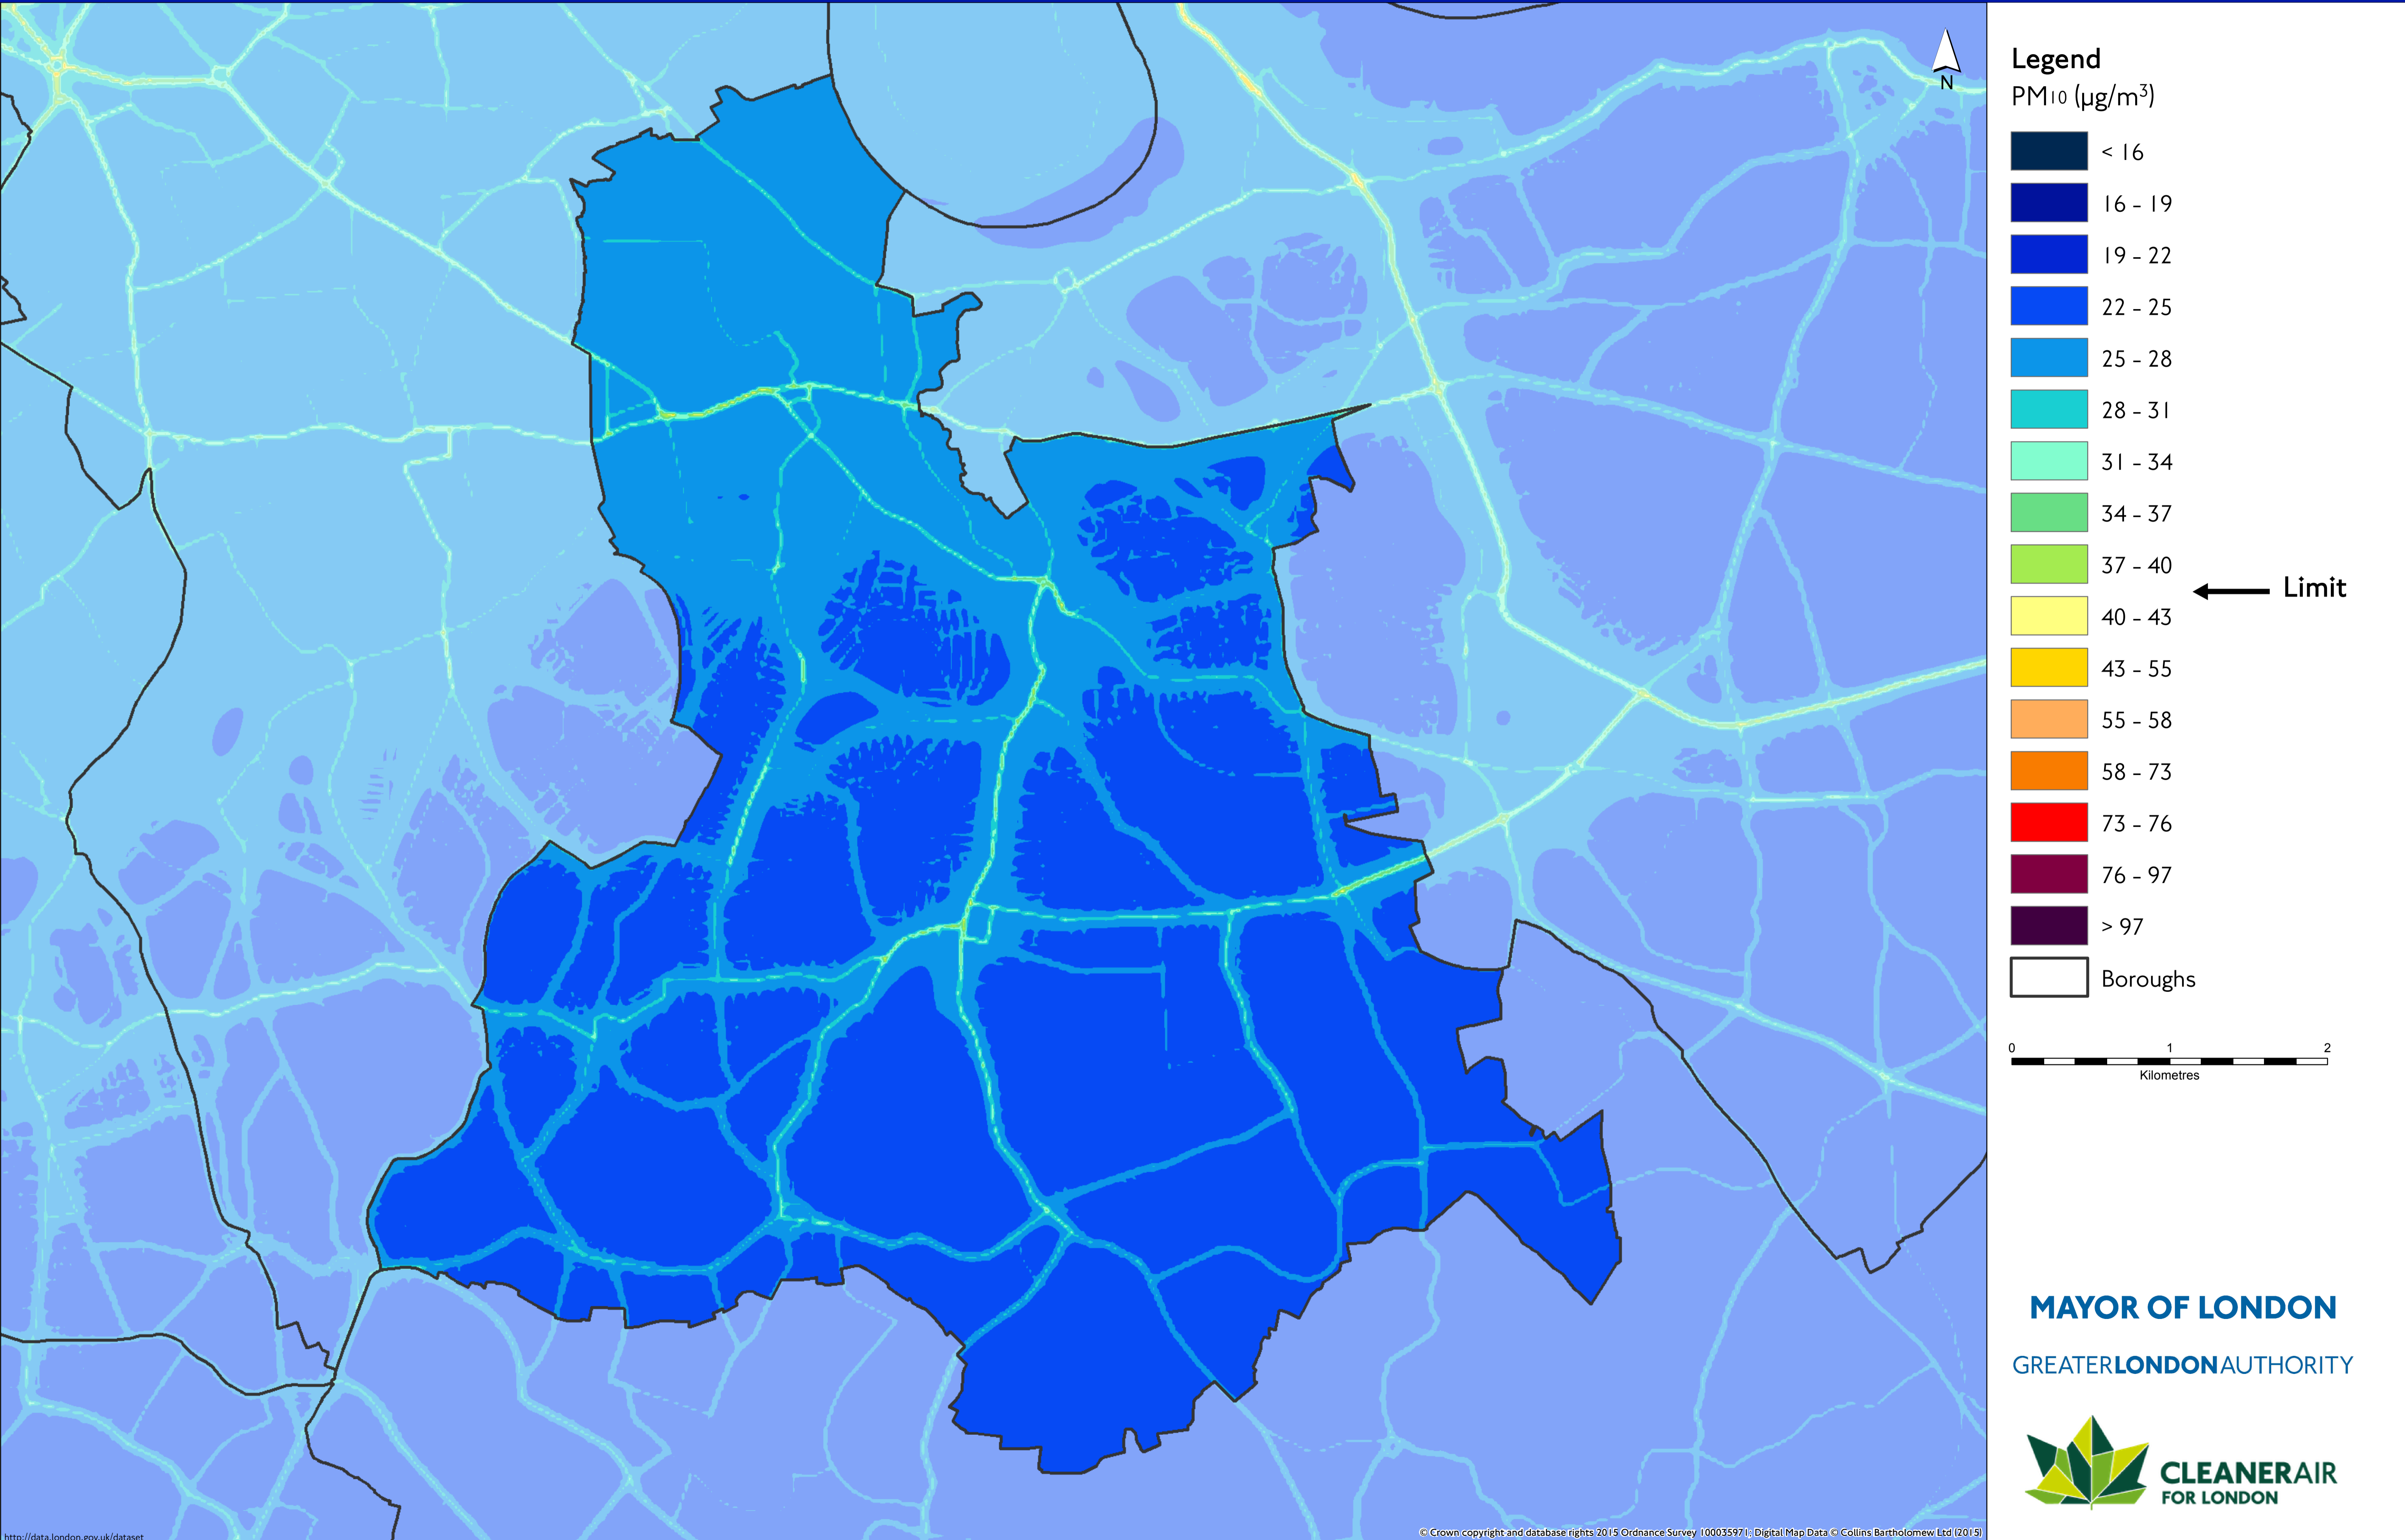 N
Legend
PM10 (µg/m³)
< 16
16 - 19
19 - 22
22 - 25
25 - 28
28 - 31
31 - 34
34 - 37
37 - 40
Limit
40 - 43
43 - 55
55 - 58
58 - 73
73 - 76
76 - 97
> 97
Boroughs
0 1 2
Kilometres
MAYOR OF LONDON
GREATERLONDONAUTHORITY
CLEANERAIR
FOR LONDON
http://data.london.gov.uk/dataset
© Crown copyright and database rights 2015 Ordnance Survey 100035971; Digital Map Data © Collins Bartholomew Ltd (2015)